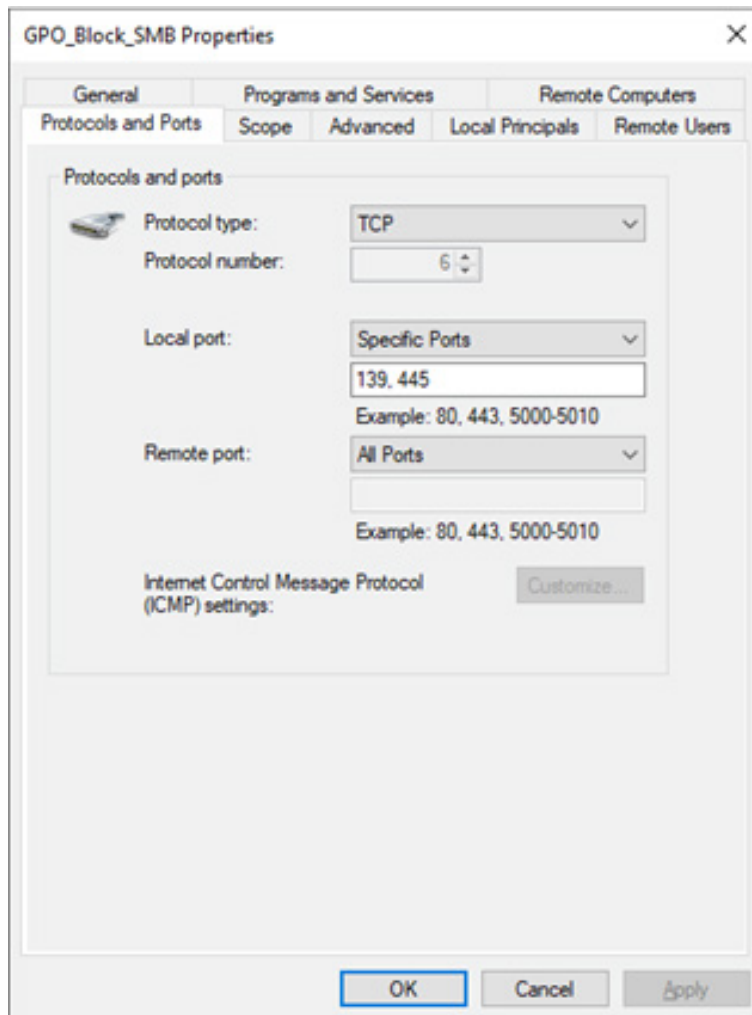 GPO_Block_SMB Properties
General Programs and Services Remote Computers
Protocols and Ports Scope Advanced Local Principals Remote Users
Protocols and ports
Protocol type: TCP
Protocol number: 6
Local port: Specific Ports
139, 445
Example: 80, 443, 5000-5010
Remote port: All Ports
Example: 80, 443, 5000-5010
Internet Control Message Protocol Customize...
(ICMP) settings:
OK Cancel Apply